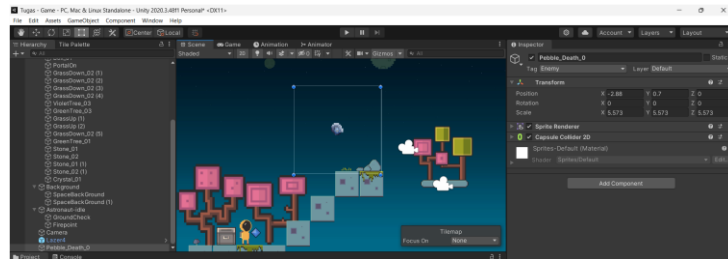 Tugas - Game - PC, Mac & Linux Standalone - Unity 2020.3.48f1 Personal* <DX11>
File Edit Assets GameObject Component Window Help
Center Local
Account Layers Layout
Hierarchy Tile Palette
Scene Game Animation Animator
Inspector
All
Shaded 2D 0 Gizmos All
Pebble_Death_0 Static
Tag Enemy Layer Default
PortalOn
GrassDown_02 (1)
GrassDown_02 (2)
GrassDown_02 (3)
GrassDown_02 (4)
VioletTree_03
GreenTree_03
GrassUp (1)
GrassUp (2)
GrassDown_02 (5)
GreenTree_01
Stone_01
Stone_02
Stone_01 (1)
Stone_02 (1)
Crystal_01
Background
SpaceBackGround
SpaceBackGround (1)
Astronaut-idle
GroundCheck
Firepoint
Camera
Lazer4
Pebble_Death_0
Transform
Position X -2.88 Y 0.7 Z 0
Rotation X 0 Y 0 Z 0
Scale X 5.573 Y 5.573 Z 5.573
Sprite Renderer
Capsule Collider 2D
Sprites-Default (Material)
Shader Sprites/Default Edit
Add Component
Tilemap
Focus On None
Project Console